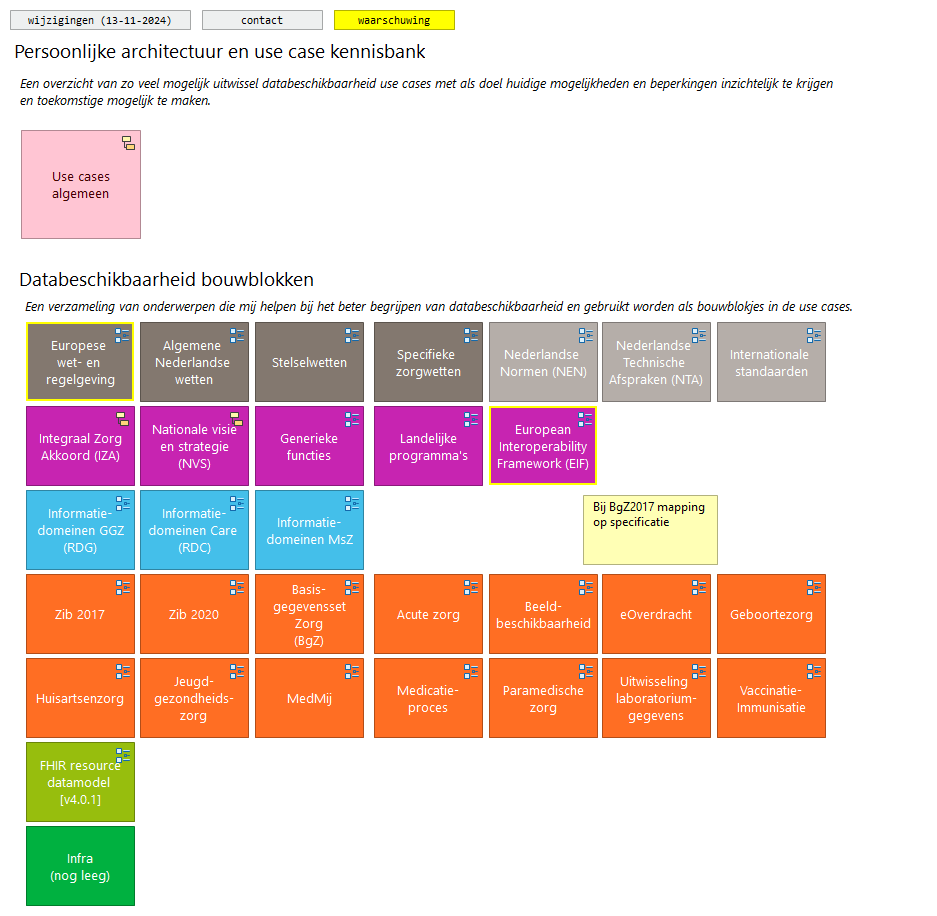 wijzigingen (13-11-2024)
contact
waarschuwing
Persoonlijke architectuur en use case kennisbank
Een overzicht van zo veel mogelijk uitwissel databeschikbaarheid use cases met als doel huidige mogelijkheden en beperkingen inzichtelijk te krijgen
en toekomstige mogelijk te maken.
Use cases
algemeen
Databeschikbaarheid bouwblokken
Een verzameling van onderwerpen die mij helpen bij het beter begrijpen van databeschikbaarheid en gebruikt worden als bouwblokjes in de use cases.
Europese
wet- en
regelgeving
Algemene
Nederlandse
wetten
Stelselwetten
Specifieke
zorgwetten
Nederlandse
Normen (NEN)
Nederlandse
Technische
Afspraken (NTA)
Internationale
standaarden
Integraal Zorg
Akkoord (IZA)
Nationale visie
en strategie
(NVS)
Generieke
functies
Landelijke
programma's
European
Interoperability
Framework (EIF)
Informatie-
domeinen GGZ
(RDG)
Informatie-
domeinen Care
(RDC)
Informatie-
domeinen MsZ
Bij BgZ2017 mapping
op specificatie
Zib 2017
Zib 2020
Basis-
gegevensset
Zorg
(BgZ)
Acute zorg
Beeld-
beschikbaarheid
eOverdracht
Geboortezorg
Huisartsenzorg
Jeugd-
gezondheids-
zorg
MedMij
Medicatie-
proces
Paramedische
zorg
Uitwisseling
laboratorium-
gegevens
Vaccinatie-
Immunisatie
FHIR resource
datamodel
[v4.0.1]
Infra
(nog leeg)